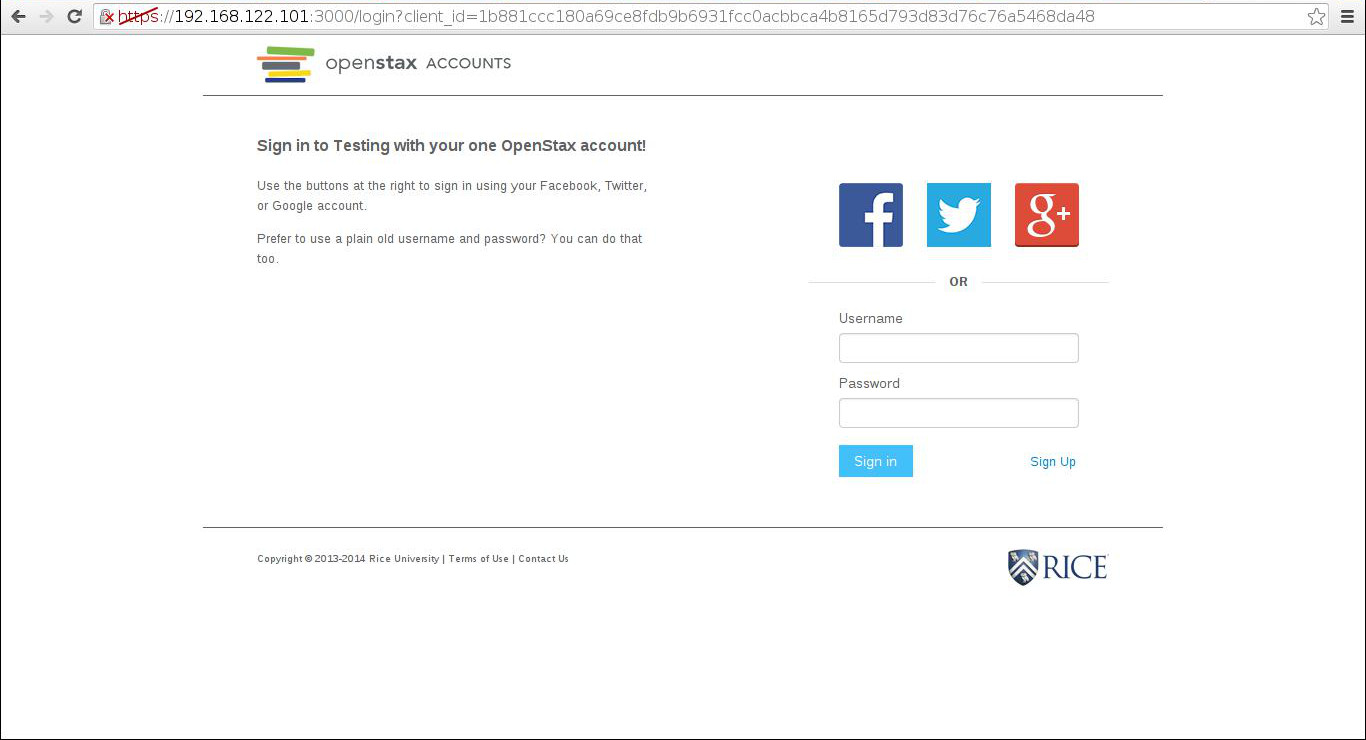 https://192.168.122.101:3000/login?client_id=1b881ccc180a69ce8fdb9b6931fcc0acbbca4b8165d793d83d76c76a5468da48
openstax ACCOUNTS
Sign in to Testing with your one OpenStax account!
Use the buttons at the right to sign in using your Facebook, Twitter,
or Google account.
Prefer to use a plain old username and password? You can do that
too.
f
g+
OR
Username
Password
Sign in
Sign Up
Copyright © 2013-2014 Rice University | Terms of Use | Contact Us
RICE